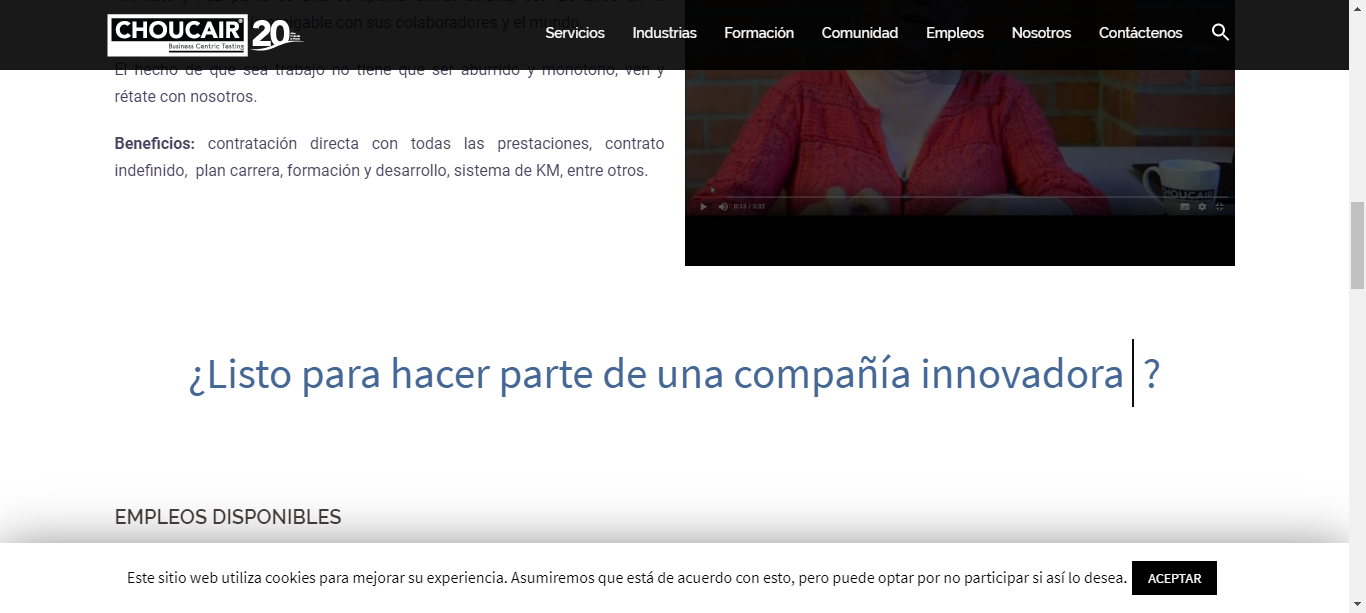 CHOUCAIR®
Business Centric Testing
20
Servicios Industrias Formación Comunidad Empleos Nosotros Contáctenos
igable con sus colaboradores y el mundo.
El hecho de que sea trabajo no tiene que ser aburrido y monótono, ven y
rétate con nosotros.
Beneficios: contratación directa con todas las prestaciones, contrato
indefinido, plan carrera, formación y desarrollo, sistema de KM, entre otros.
CHOUCAIR
0:13 / 3:32
¿Listo para hacer parte de una compañía innovadora ?
EMPLEOS DISPONIBLES
Este sitio web utiliza cookies para mejorar su experiencia. Asumiremos que está de acuerdo con esto, pero puede optar por no participar si así lo desea. ACEPTAR